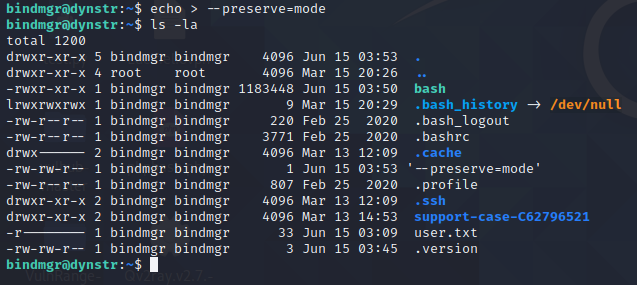 bindmgr@dynstr:~$ echo > --preserve=mode
bindmgr@dynstr:~$ ls -la
total 1200
drwxr-xr-x 5 bindmgr bindmgr    4096 Jun 15 03:53 .
drwxr-xr-x 4 root    root       4096 Mar 15 20:26 ..
-rwxr-xr-x 1 bindmgr bindmgr 1183448 Jun 15 03:50 bash
lrwxrwxrwx 1 bindmgr bindmgr       9 Mar 15 20:29 .bash_history → /dev/null
-rw-r--r-- 1 bindmgr bindmgr     220 Feb 25  2020 .bash_logout
-rw-r--r-- 1 bindmgr bindmgr    3771 Feb 25  2020 .bashrc
drwx------ 2 bindmgr bindmgr    4096 Mar 13 12:09 .cache
-rw-rw-r-- 1 bindmgr bindmgr       1 Jun 15 03:53 '--preserve=mode'
-rw-r--r-- 1 bindmgr bindmgr     807 Feb 25  2020 .profile
drwxr-xr-x 2 bindmgr bindmgr    4096 Mar 13 12:09 .ssh
drwxr-xr-x 2 bindmgr bindmgr    4096 Mar 13 14:53 support-case-C62796521
-r-------- 1 bindmgr bindmgr      33 Jun 15 03:09 user.txt
-rw-rw-r-- 1 bindmgr bindmgr       3 Jun 15 03:45 .version
bindmgr@dynstr:~$